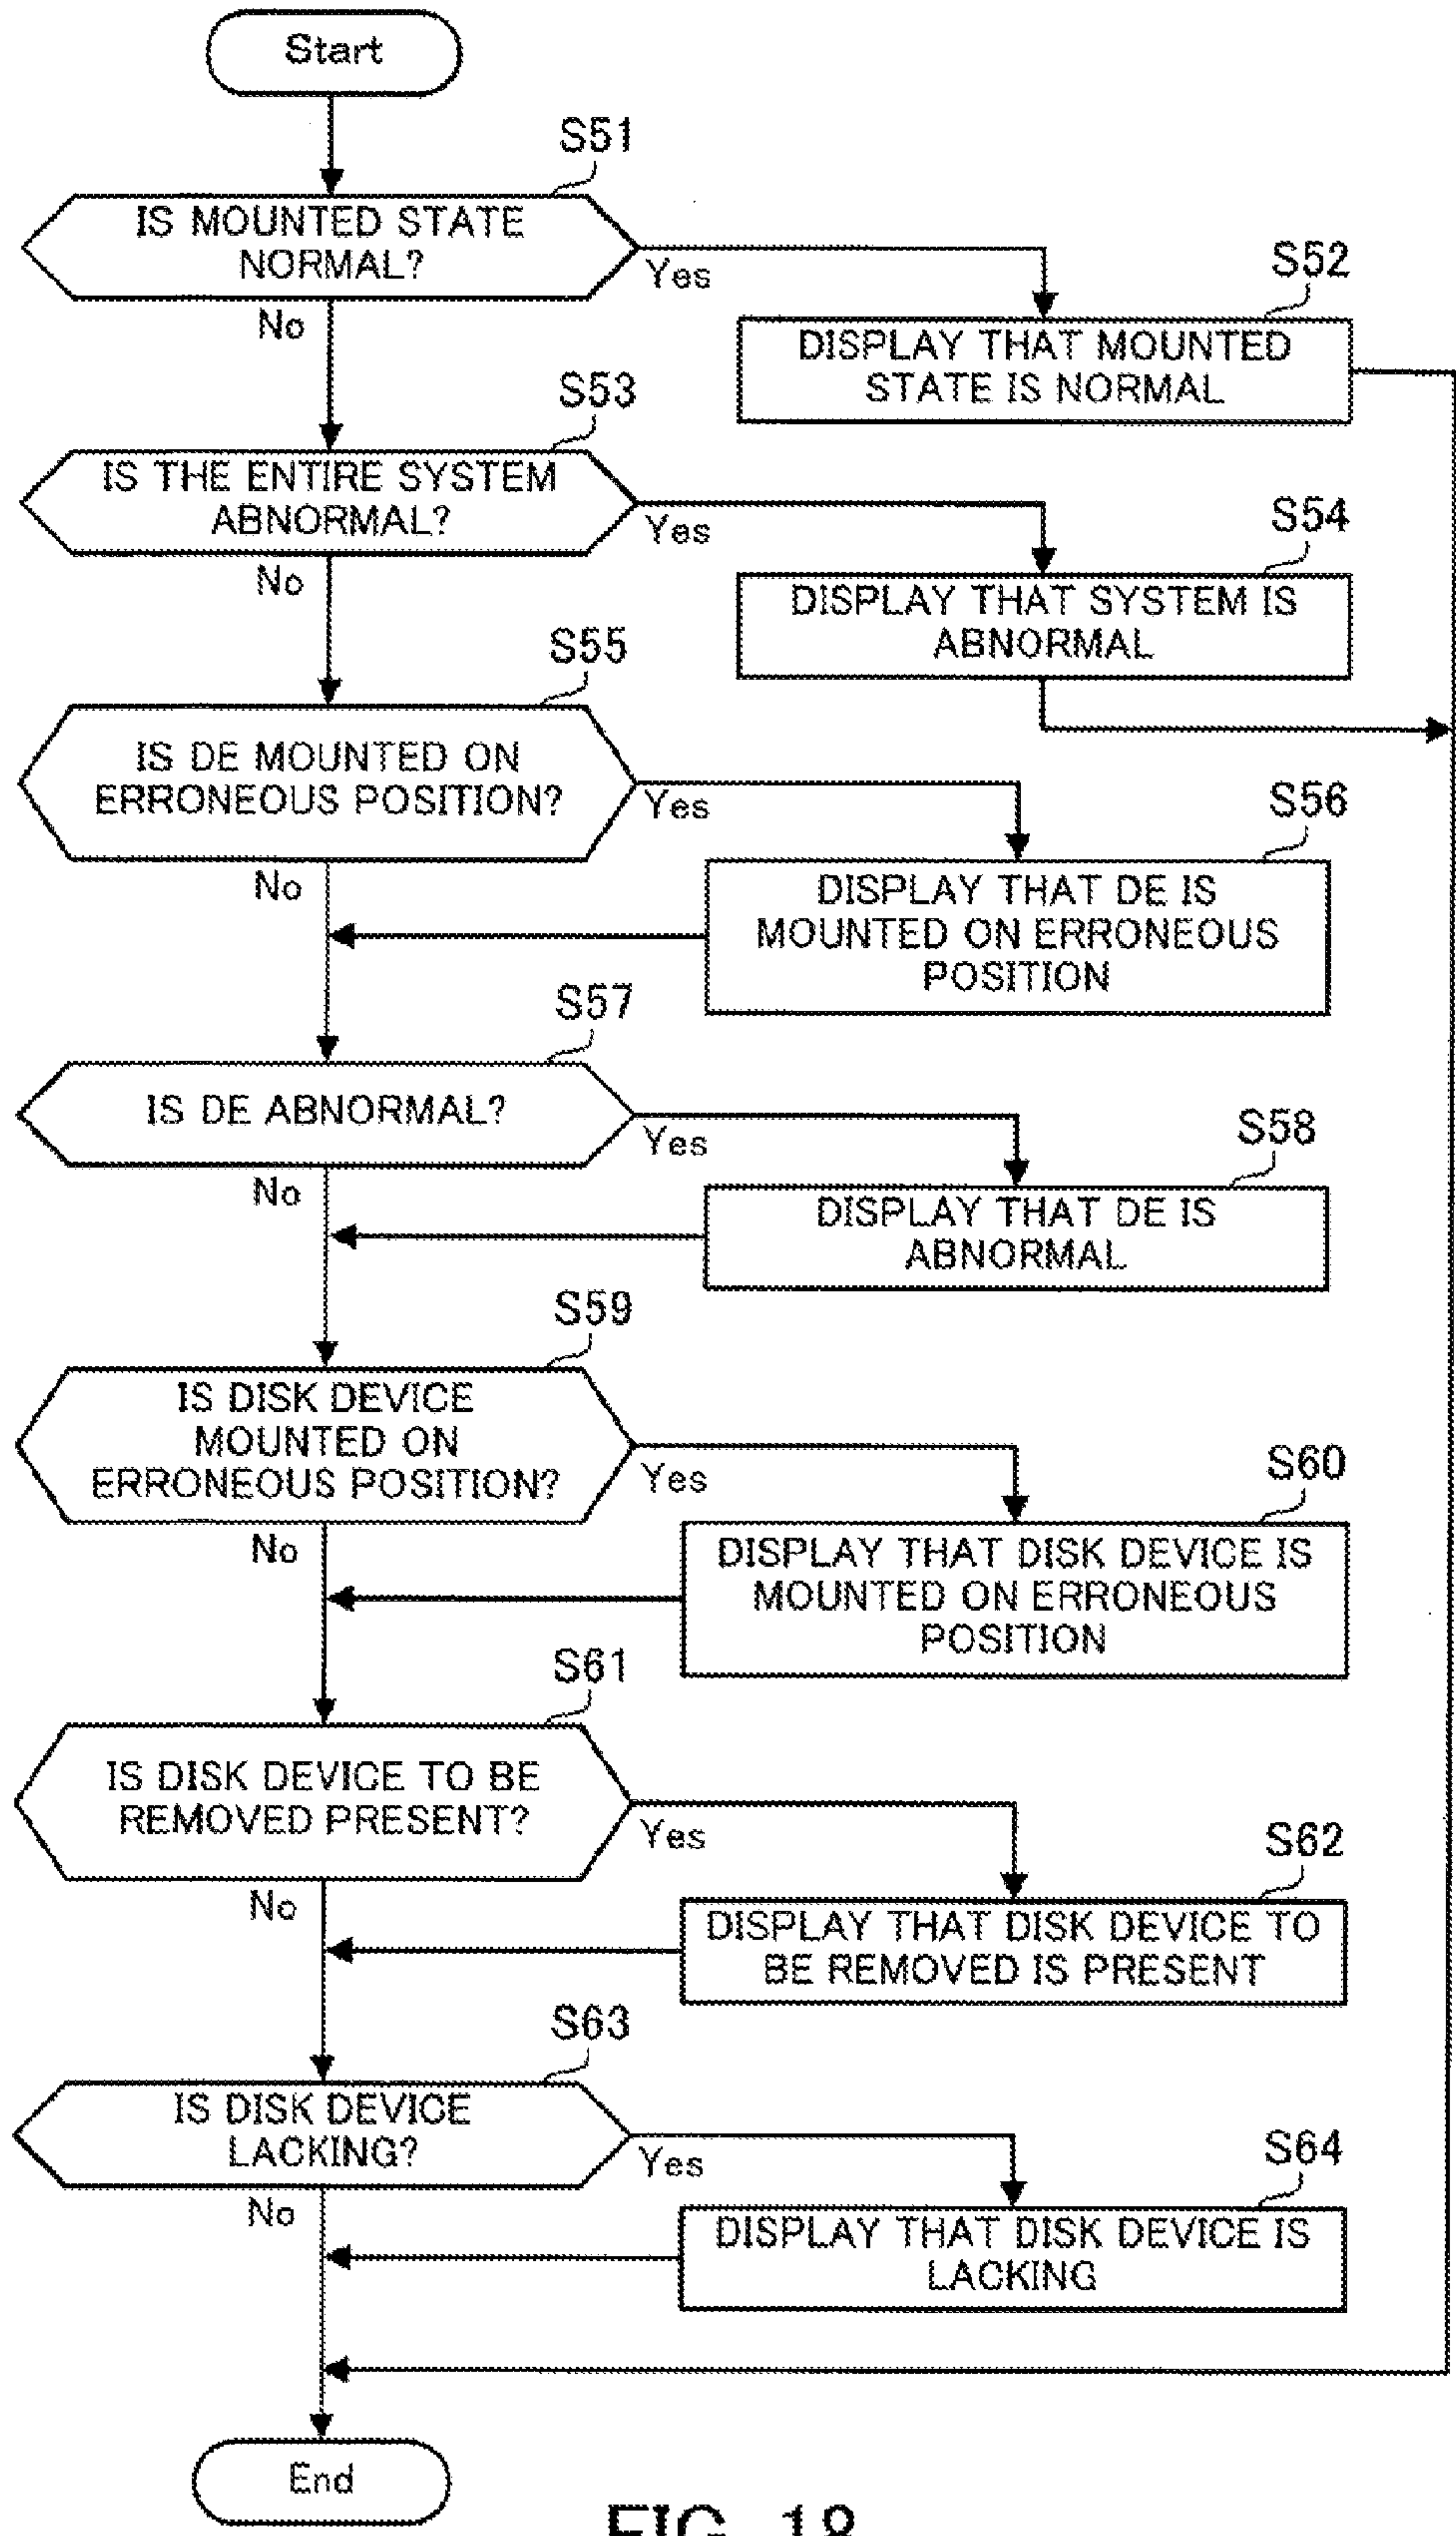 Start
S51
IS MOUNTED STATE
NORMAL?
Yes
No
S52
DISPLAY THAT MOUNTED
STATE IS NORMAL
S53
IS THE ENTIRE SYSTEM
ABNORMAL?
Yes
No
S54
DISPLAY THAT SYSTEM IS
ABNORMAL
S55
IS DE MOUNTED ON
ERRONEOUS POSITION?
Yes
No
S56
DISPLAY THAT DE IS
MOUNTED ON ERRONEOUS
POSITION
S57
IS DE ABNORMAL?
Yes
No
S58
DISPLAY THAT DE IS
ABNORMAL
S59
IS DISK DEVICE
MOUNTED ON
ERRONEOUS POSITION?
Yes
No
S60
DISPLAY THAT DISK DEVICE IS
MOUNTED ON ERRONEOUS
POSITION
S61
IS DISK DEVICE TO BE
REMOVED PRESENT?
Yes
No
S62
DISPLAY THAT DISK DEVICE TO
BE REMOVED IS PRESENT
S63
IS DISK DEVICE
LACKING?
Yes
No
S64
DISPLAY THAT DISK DEVICE IS
LACKING
End
FIG. 18